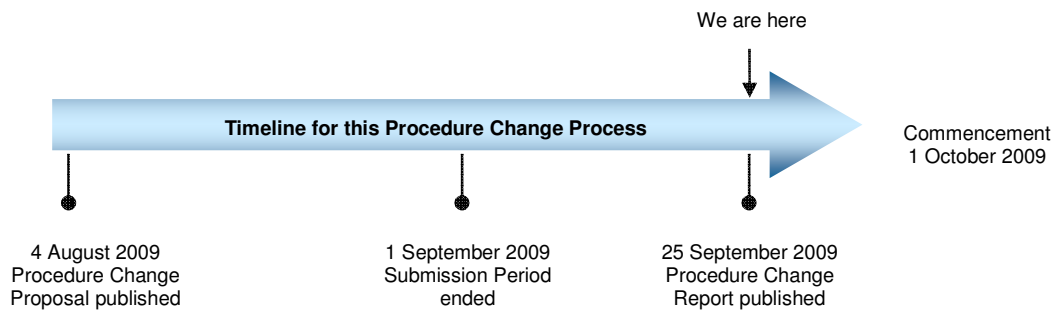 We are here
Timeline for this Procedure Change Process
Commencement
1 October 2009
4 August 2009
Procedure Change
Proposal published
1 September 2009
Submission Period
ended
25 September 2009
Procedure Change
Report published